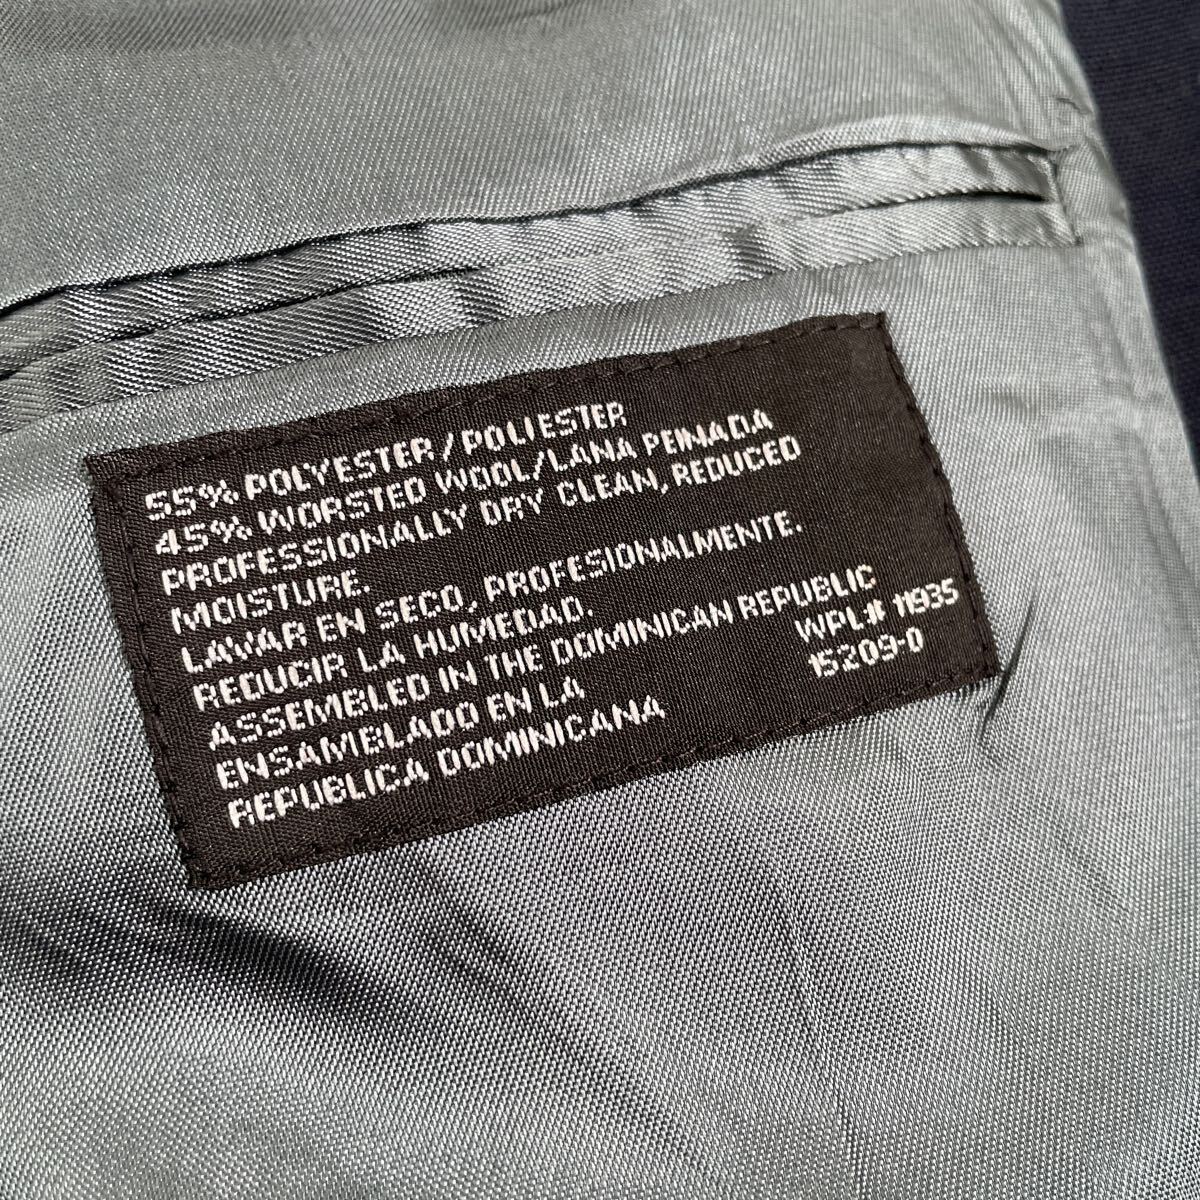 55% POLYESTER/POLIESTER
45% WORSTED WOOL/LANA PEINADA
PROFESSIONALLY DRY CLEAN, REDUCED
MOISTURE.
LAVAR EN SECO, PROFESIONALMENTE.
REDUCIR LA HUMEDAD.
ASSEMBLED IN THE DOMINICAN REPUBLIC
ENSAMBLADO EN LA WPL# 11935
REPUBLICA DOMINICANA 15209-0